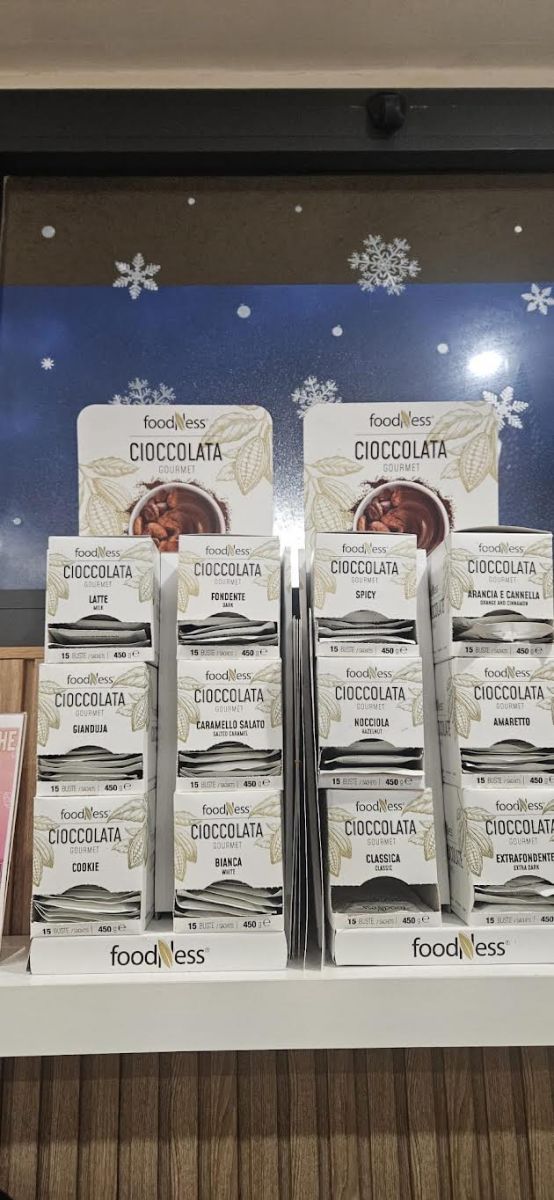 foodNess
CIOCCOLATA
GOURMET
foodNess
CIOCCOLATA
GOURMET
foodNess
CIOCCOLATA
GOURMET
LATTE
MILK
15 BUSTE / SACHETS 450 g ℮
foodNess
CIOCCOLATA
GOURMET
FONDENTE
DARK
15 BUSTE / SACHETS 450 g ℮
foodNess
CIOCCOLATA
GOURMET
SPICY
15 BUSTE / SACHETS 450 g ℮
foodNess
CIOCCOLATA
GOURMET
ARANCIA E CANNELLA
ORANGE AND CINNAMON
15 BUSTE / SACHETS 450 g ℮
foodNess
CIOCCOLATA
GOURMET
GIANDUJA
15 BUSTE / SACHETS 450 g ℮
foodNess
CIOCCOLATA
GOURMET
CARAMELLO SALATO
SALTED CARAMEL
15 BUSTE / SACHETS 450 g ℮
foodNess
CIOCCOLATA
GOURMET
NOCCIOLA
HAZELNUT
15 BUSTE / SACHETS 450 g ℮
foodNess
CIOCCOLATA
GOURMET
AMARETTO
15 BUSTE / SACHETS 450 g ℮
foodNess
CIOCCOLATA
GOURMET
COOKIE
15 BUSTE / SACHETS 450 g ℮
foodNess
CIOCCOLATA
GOURMET
BIANCA
WHITE
15 BUSTE / SACHETS 450 g ℮
foodNess
CIOCCOLATA
GOURMET
CLASSICA
CLASSIC
15 BUSTE / SACHETS 450 g ℮
foodNess
CIOCCOLATA
GOURMET
EXTRAFONDENTE
EXTRA DARK
15 BUSTE / SACHETS 450
foodNess®
foodNess®
HE